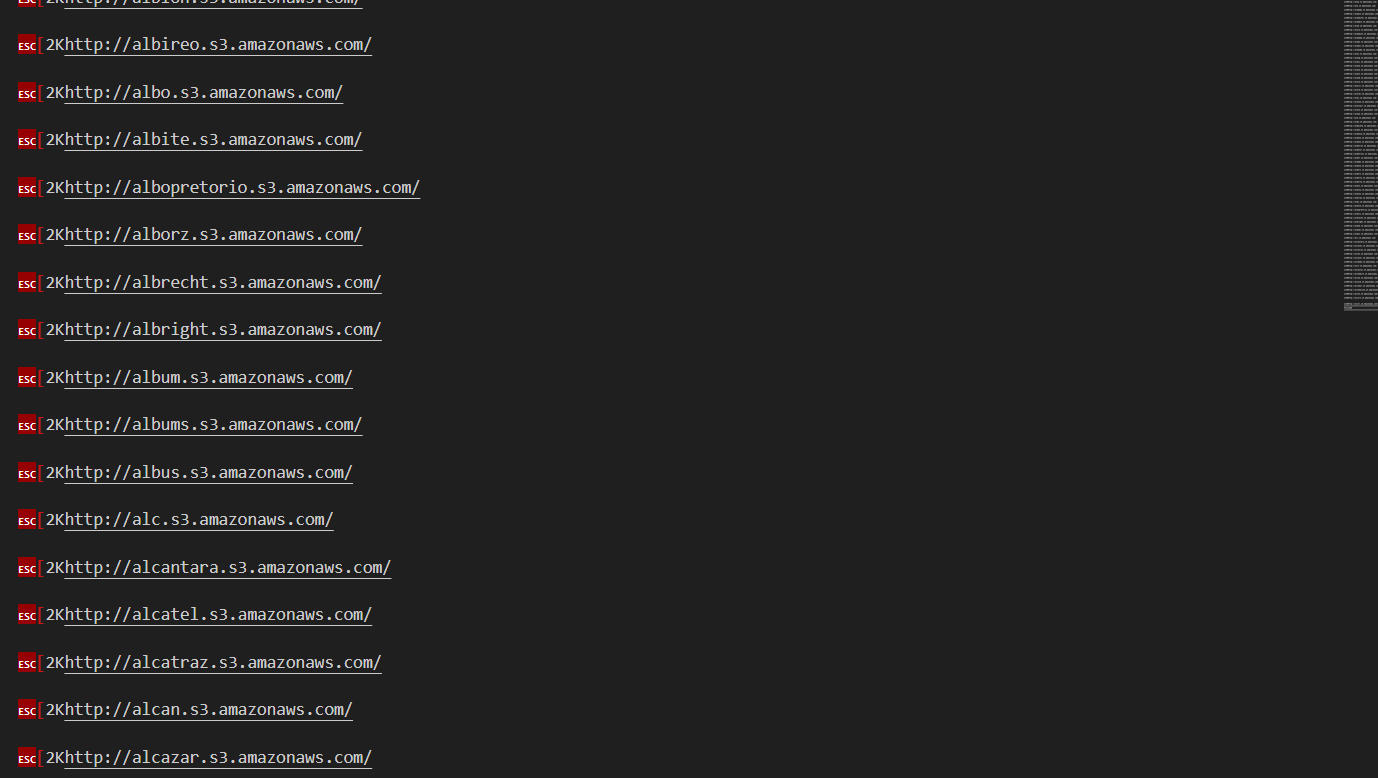 ESC[2Khttp://albion.s3.amazonaws.com/
ESC[2Khttp://albireo.s3.amazonaws.com/
ESC[2Khttp://albo.s3.amazonaws.com/
ESC[2Khttp://albite.s3.amazonaws.com/
ESC[2Khttp://albopretorio.s3.amazonaws.com/
ESC[2Khttp://alborz.s3.amazonaws.com/
ESC[2Khttp://albrecht.s3.amazonaws.com/
ESC[2Khttp://albright.s3.amazonaws.com/
ESC[2Khttp://album.s3.amazonaws.com/
ESC[2Khttp://albums.s3.amazonaws.com/
ESC[2Khttp://albus.s3.amazonaws.com/
ESC[2Khttp://alc.s3.amazonaws.com/
ESC[2Khttp://alcantara.s3.amazonaws.com/
ESC[2Khttp://alcatel.s3.amazonaws.com/
ESC[2Khttp://alcatraz.s3.amazonaws.com/
ESC[2Khttp://alcan.s3.amazonaws.com/
ESC[2Khttp://alcazar.s3.amazonaws.com/